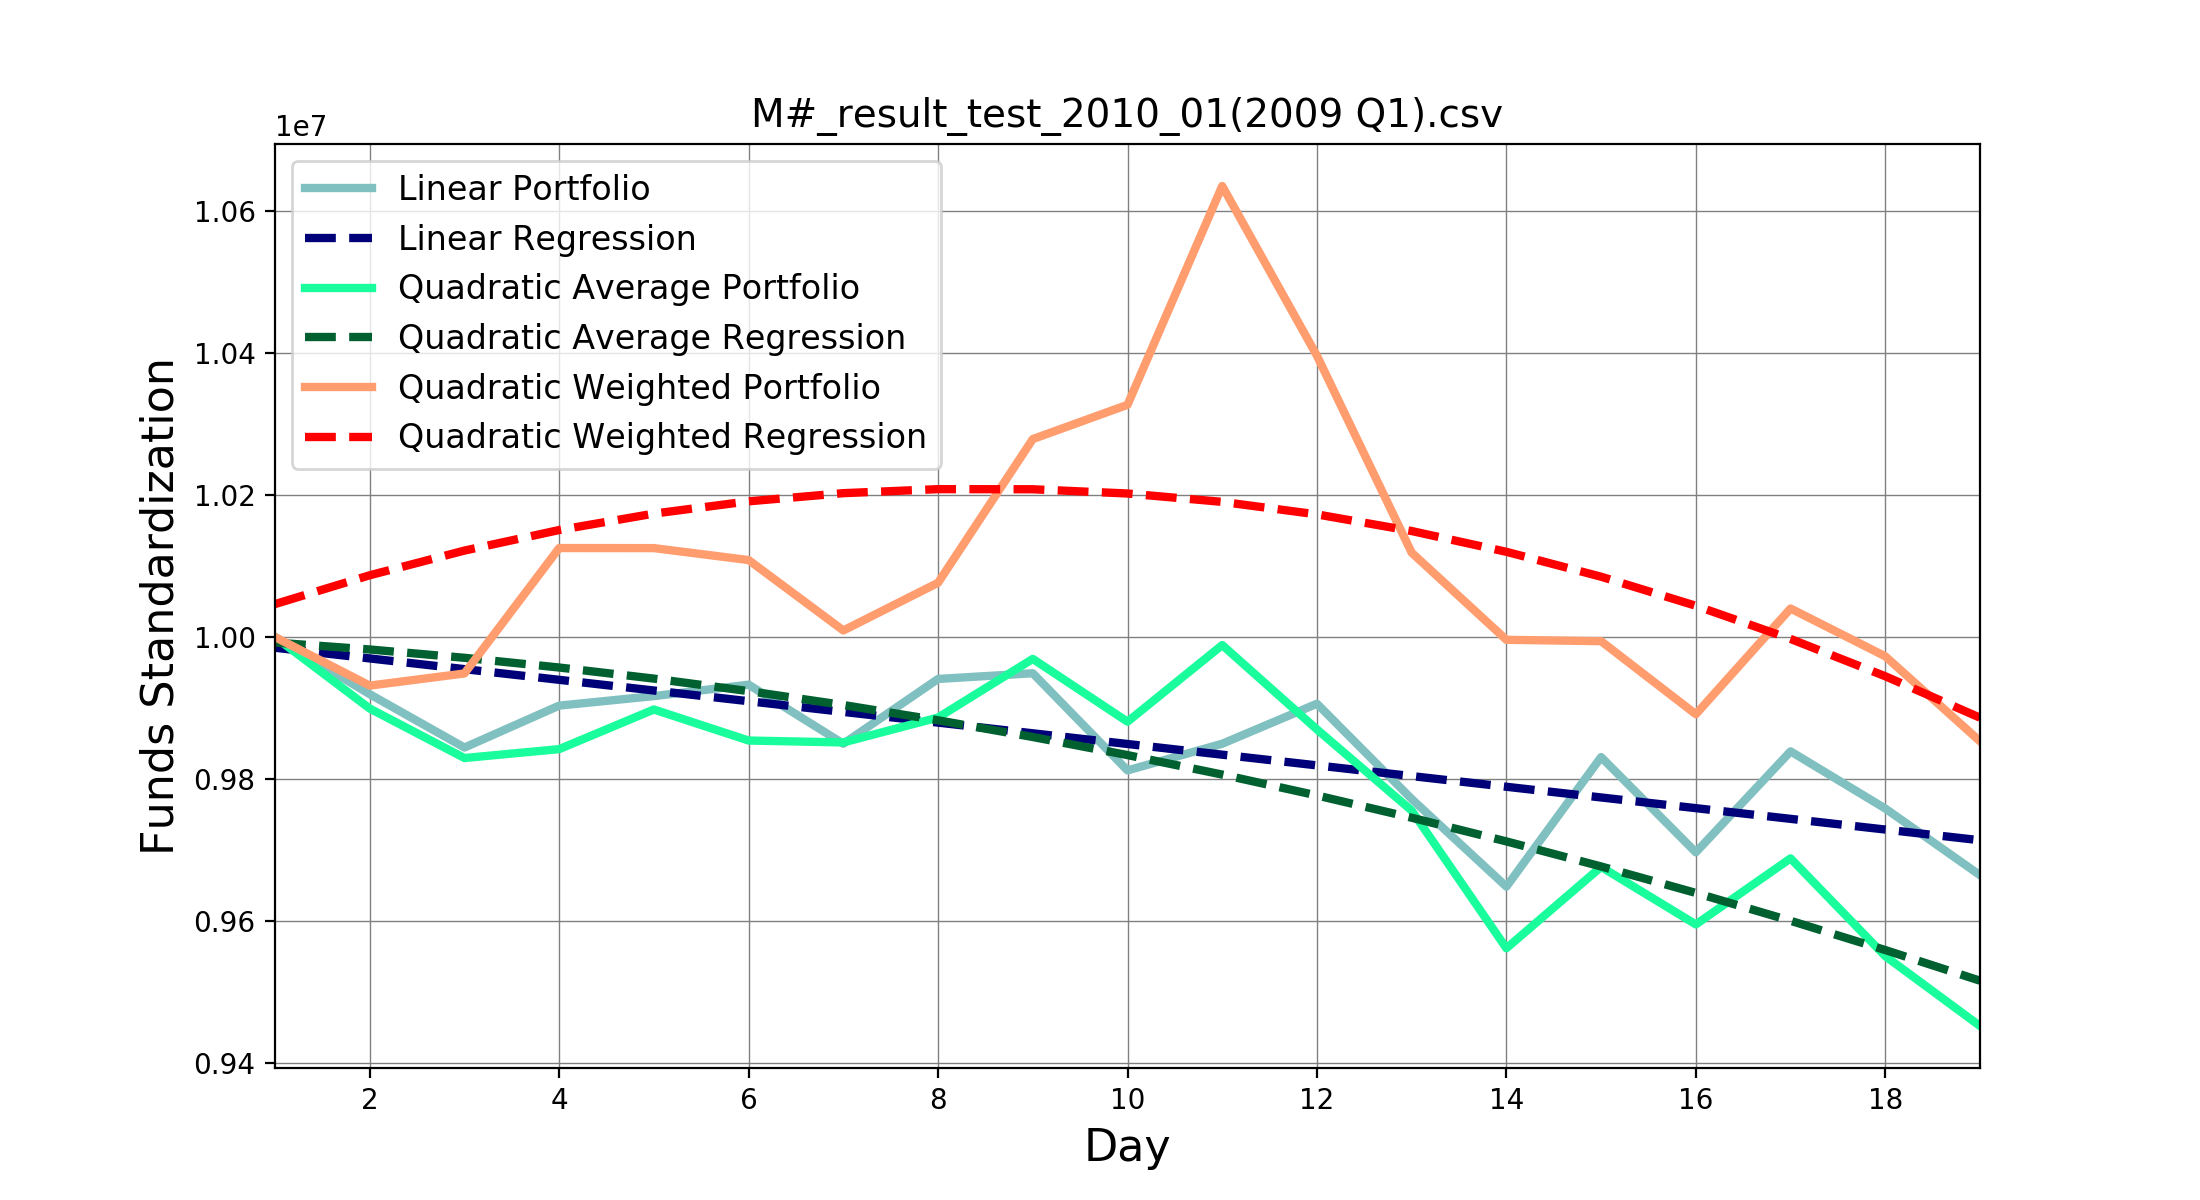 M#_result_test_2010_01(2009 Q1).csv
1e7
Linear Portfolio
Linear Regression
Quadratic Average Portfolio
Quadratic Average Regression
Quadratic Weighted Portfolio
Quadratic Weighted Regression
1.06
1.04
1.02
1.00
0.98
0.96
0.94
Funds Standardization
2 4 6 8 10 12 14 16 18
Day